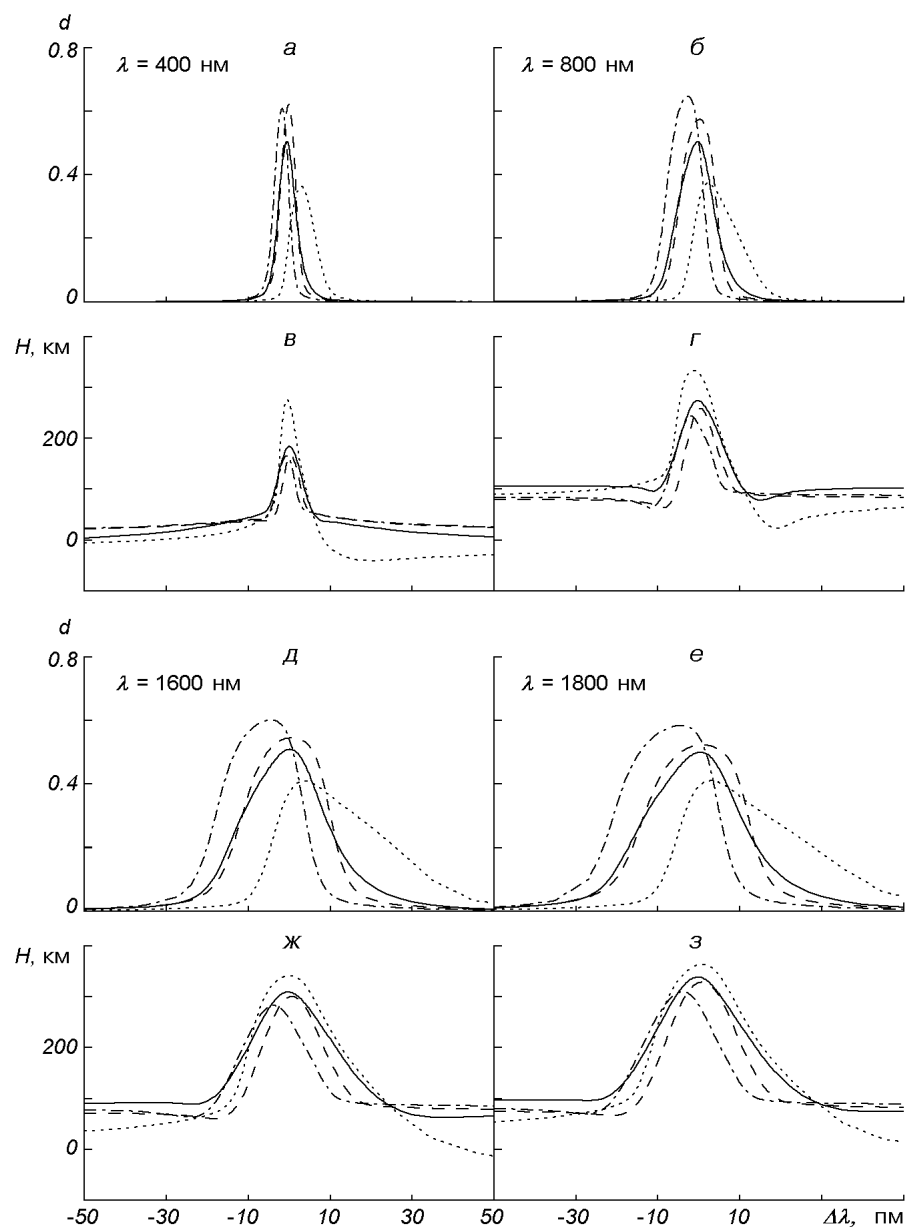 d
0.8
0.4
0
λ = 400 нм
а
λ = 800 нм
б
H, км
200
0
в
г
d
0.8
0.4
0
λ = 1600 нм
д
λ = 1800 нм
е
H, км
200
0
ж
з
-50 -30 -10 10 30 50 -30 -10 10 Δλ, пм